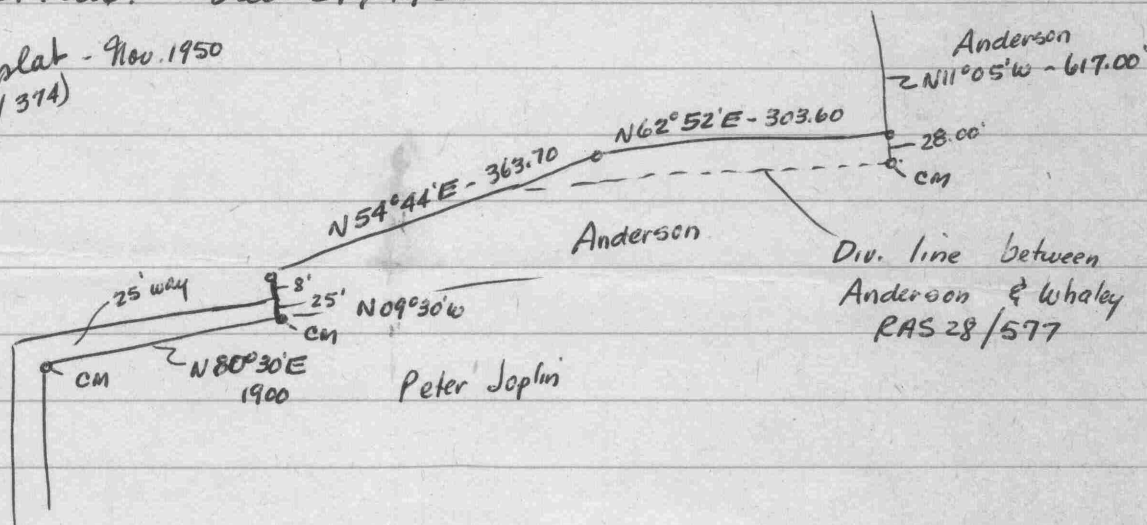 Plat - Nov. 1950
/ 374)
Anderson
N11°05'W - 617.00
N62°52'E - 303.60
28.00'
CM
N54°44'E - 363.70
Anderson
Div. line between
Anderson & Whaley
RAS 28/577
25' way
8'
25'
N09°30'W
CM
CM
N80°30'E
1900
Peter Joplin